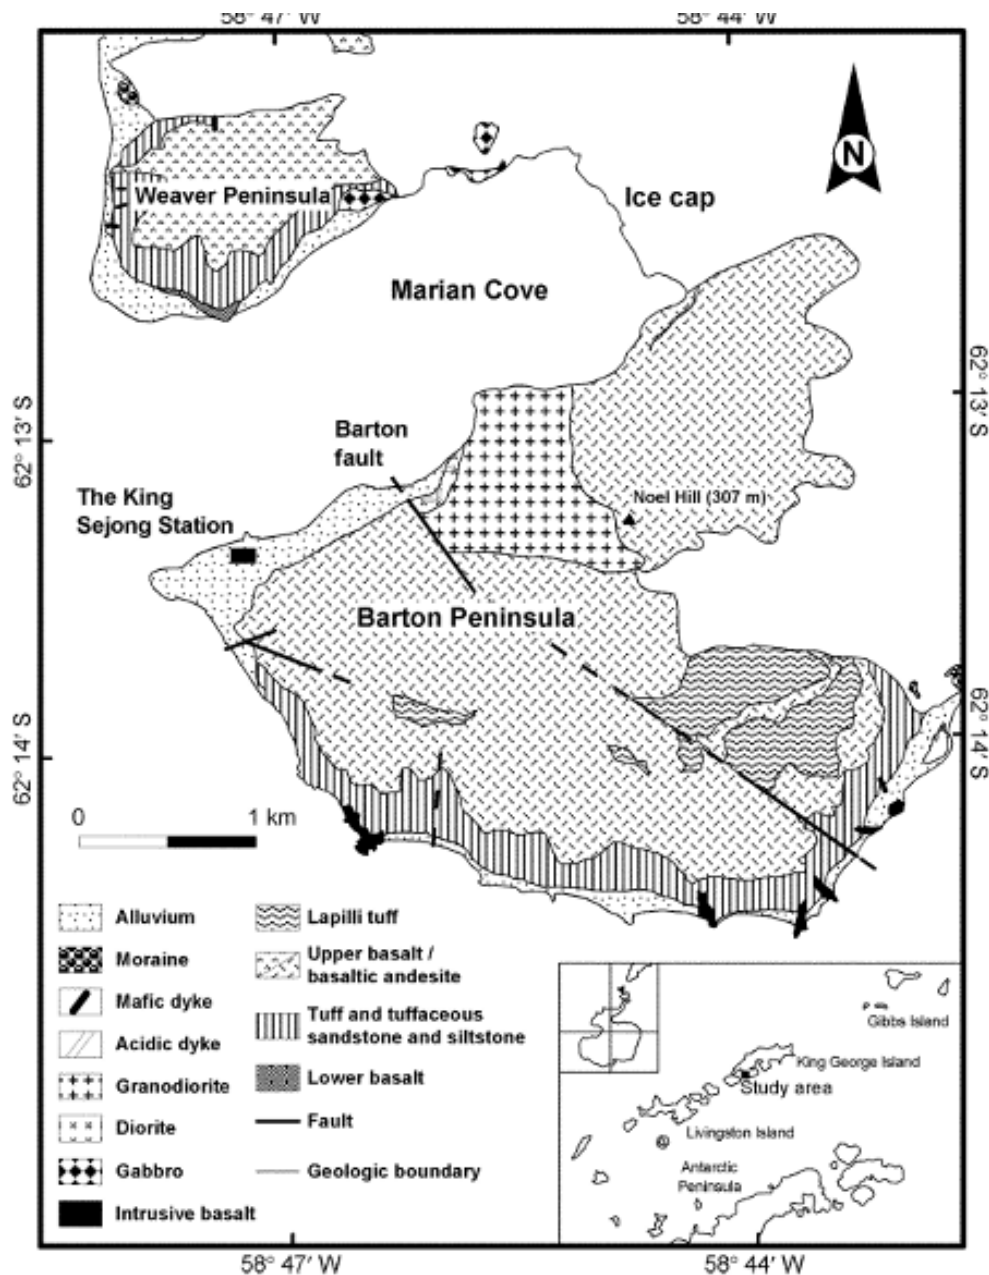 58° 47' W
58° 44' W
N
Weaver Peninsula
Ice cap
Marian Cove
62° 13' S
62° 13' S
Barton
fault
The King
Sejong Station
Noel Hill (307 m)
Barton Peninsula
62° 14' S
62° 14' S
0
1 km
Alluvium
Moraine
Mafic dyke
Acidic dyke
Granodiorite
Diorite
Gabbro
Intrusive basalt
Lapilli tuff
Upper basalt /
basaltic andesite
Tuff and tuffaceous
sandstone and siltstone
Lower basalt
Fault
Geologic boundary
Gibbs Island
King George Island
Study area
Livingston Island
Antarctic
Peninsula
58° 47' W
58° 44' W